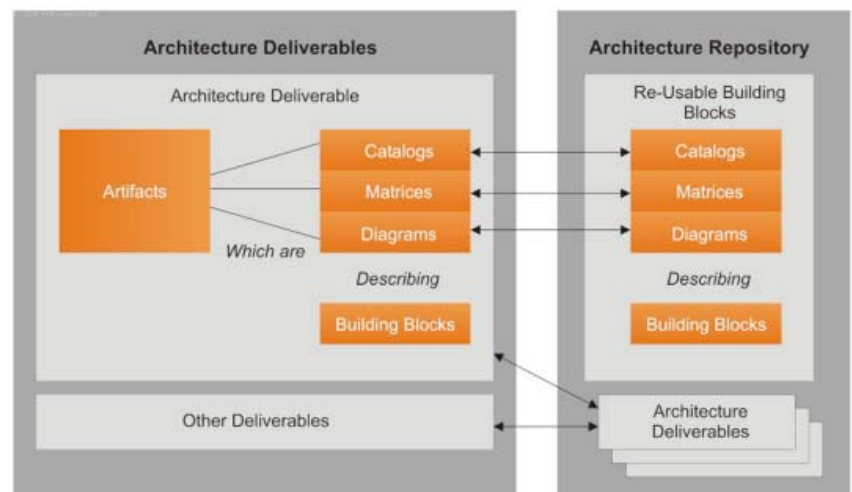 Architecture Deliverables
Architecture Deliverable
Artifacts
Which are
Catalogs
Matrices
Diagrams
Describing
Building Blocks
Other Deliverables
Architecture Repository
Re-Usable Building
Blocks
Catalogs
Matrices
Diagrams
Describing
Building Blocks
Architecture
Deliverables